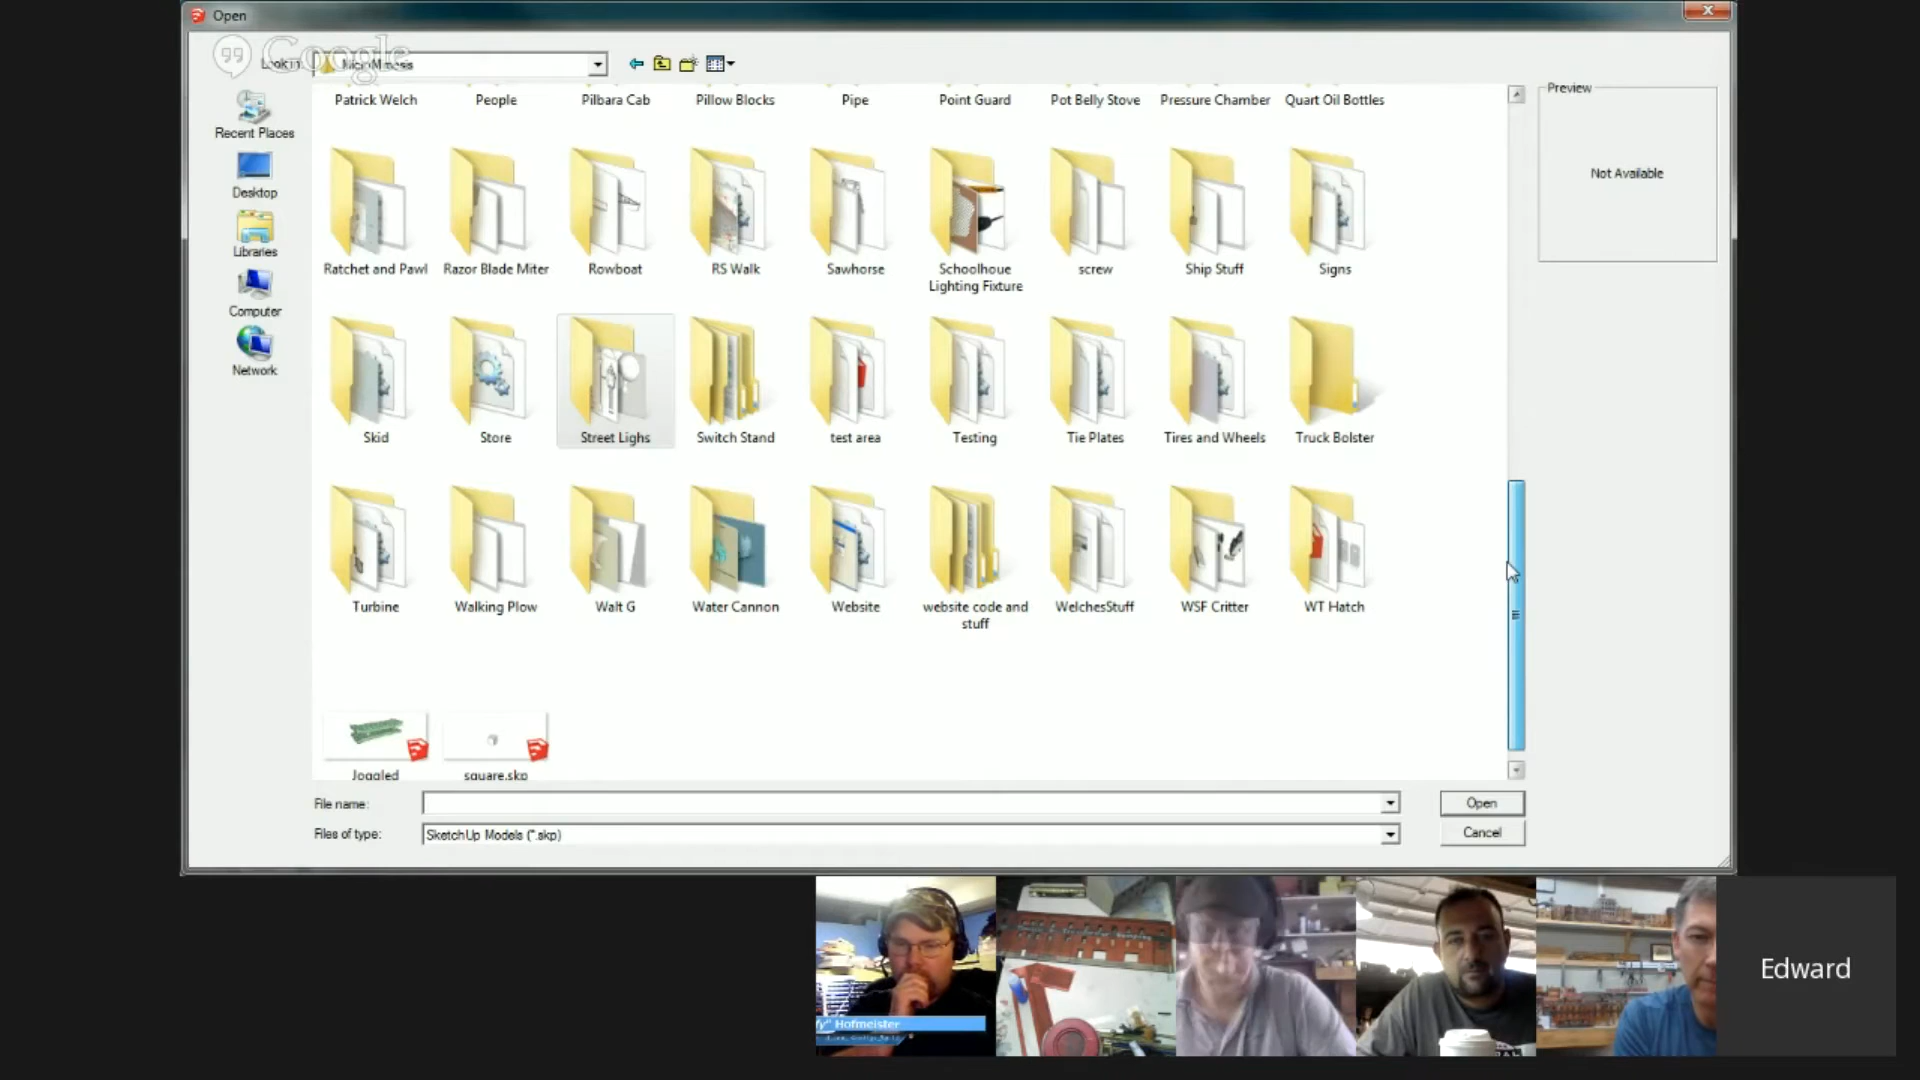 Open
Google
Look in:
MicroMimesis
Preview
Not Available
Recent Places
Desktop
Libraries
Computer
Network
Patrick Welch People Pilbara Cab Pillow Blocks Pipe Point Guard Pot Belly Stove Pressure Chamber Quart Oil Bottles
Ratchet and Pawl Razor Blade Miter Rowboat RS Walk Sawhorse Schoolhoue screw Ship Stuff Signs
Lighting Fixture
Skid Store Street Lighs Switch Stand test area Testing Tie Plates Tires and Wheels Truck Bolster
Turbine Walking Plow Walt G Water Cannon Website website code and WelchesStuff WSF Critter WT Hatch
stuff
Joggled square.skp
File name:
Open
Files of type: SketchUp Models (*.skp)
Cancel
fy" Hofmeister
Edward